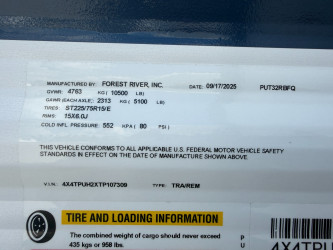 MANUFACTURED BY: FOREST RIVER, INC. DATE: 09/17/2025 PUT32RBFQ
GVWR: 4763 KG (10500 LB)
GAWR (EACH AXLE): 2313 KG (5100 LB)
TIRES: ST225/75R15/E
RIMS: 15X6.0J
COLD INF. PRESS.: 552 KPA ( 80 PSI)
THIS VEHICLE CONFORMS TO ALL APPLICABLE U.S. FEDERAL MOTOR VEHICLE SAFETY
STANDARDS IN EFFECT ON THE DATE OF MANUFACTURE SHOWN ABOVE.
V.I.N.: 4X4TPUH2XTP107309 TYPE: TRA/REM
TIRE AND LOADING INFORMATION
The combined weight of cargo should never exceed
435 kgs or 958 lbs.
P
U
4X4TPU